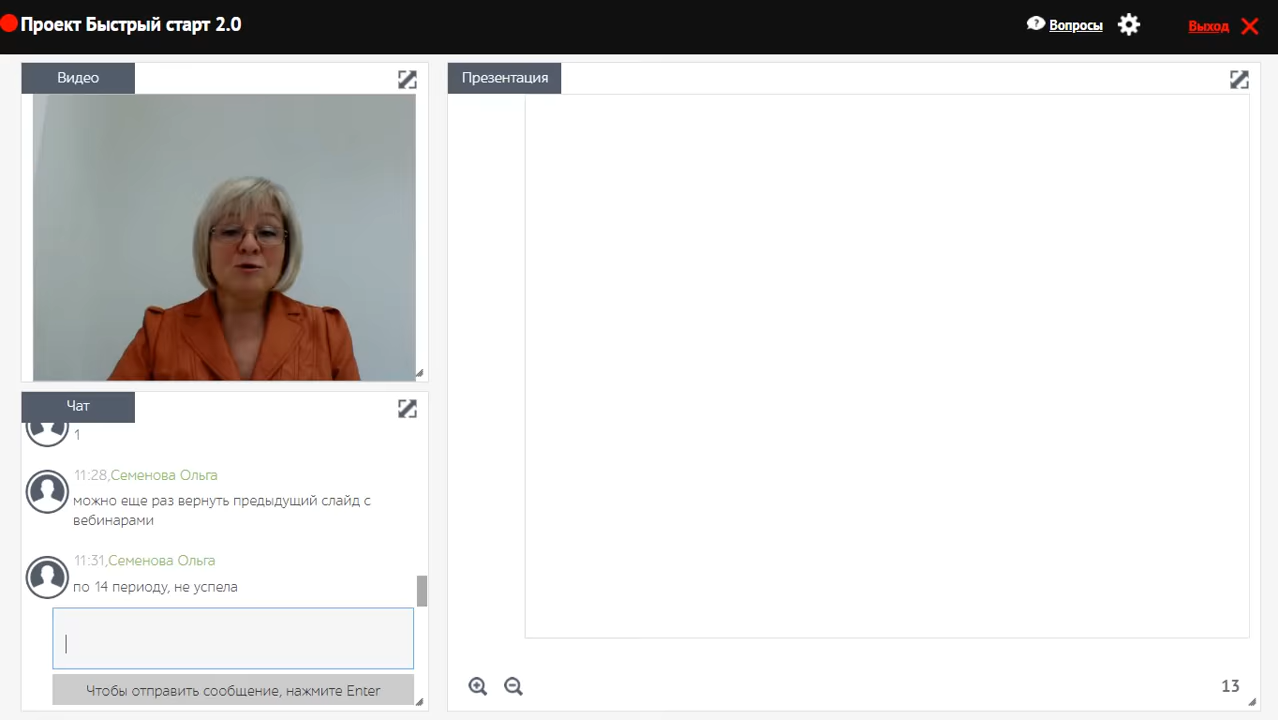 Проект Быстрый старт 2.0
Вопросы
Выход
Видео
Презентация
Чат
1
11:28,Семенова Ольга
можно еще раз вернуть предыдущий слайд с
вебинарами
11:31,Семенова Ольга
по 14 периоду, не успела
Чтобы отправить сообщение, нажмите Enter
13